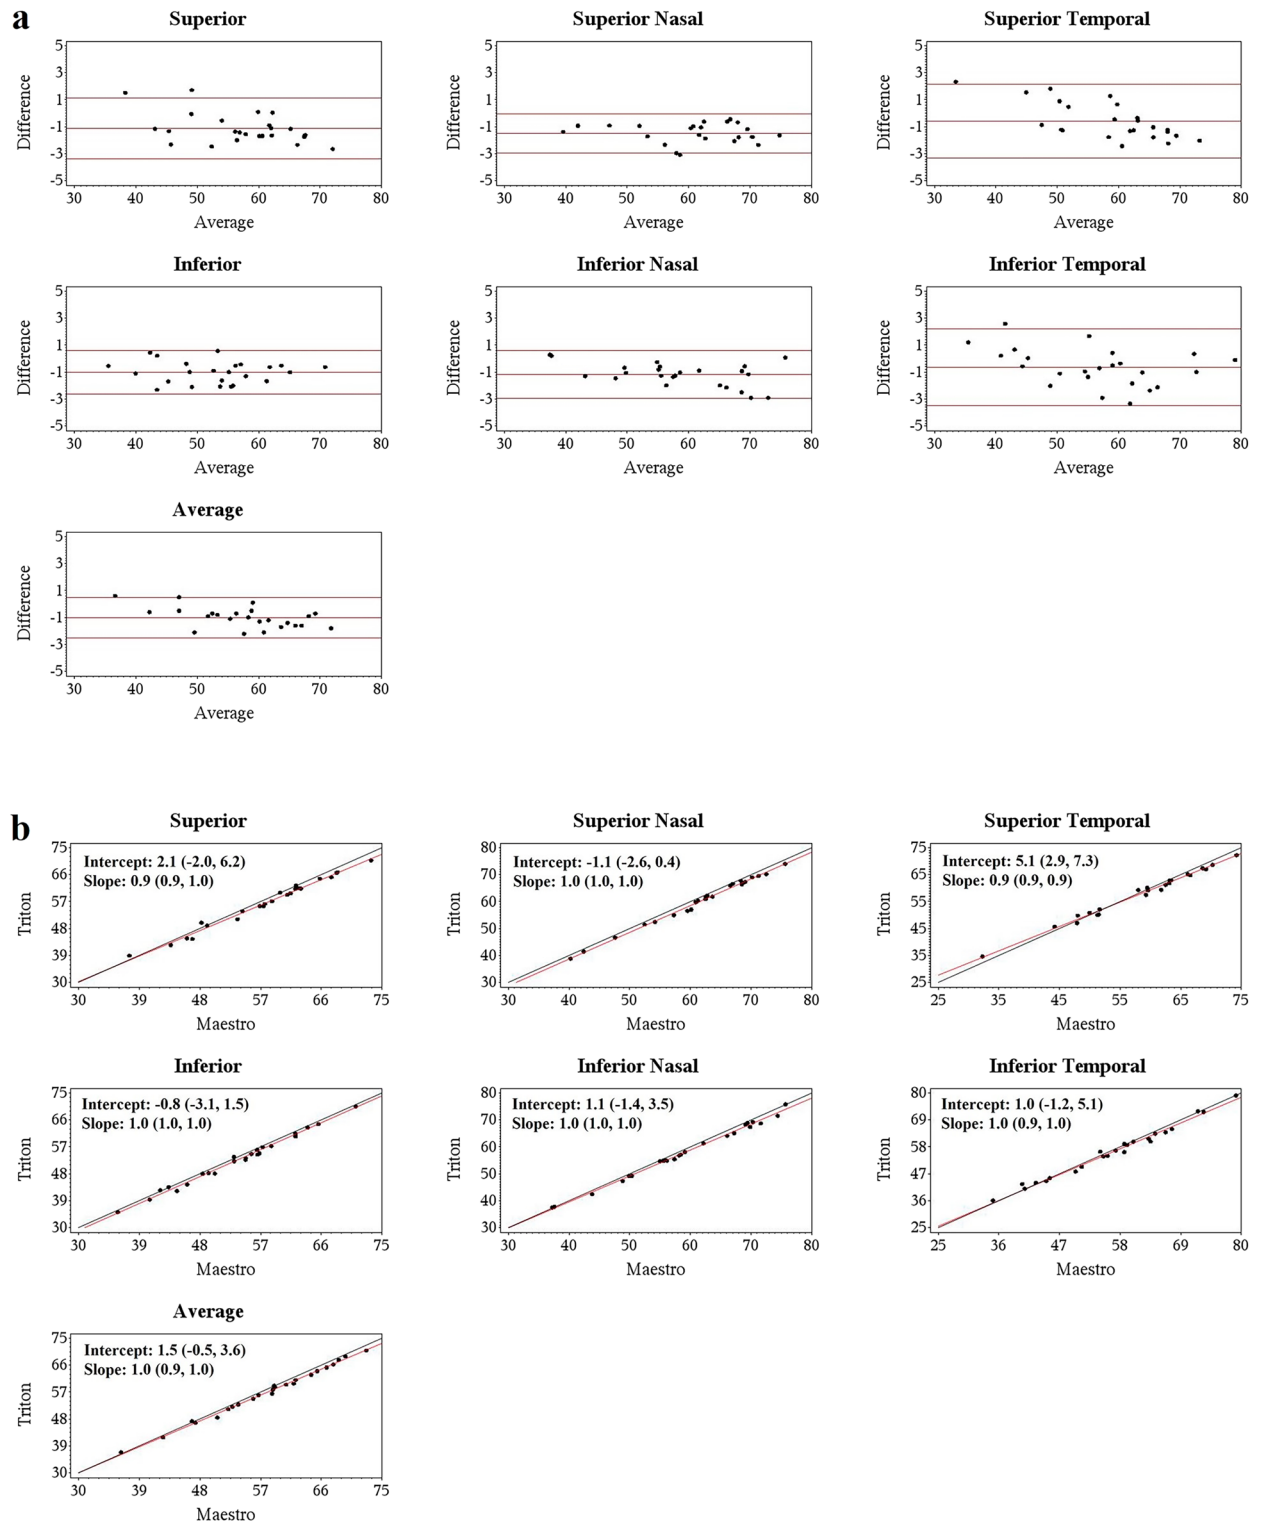 a
Superior
Superior Nasal
Superior Temporal
5
3
1
-1
-3
-5
Difference
30 40 50 60 70 80
Average
5
3
1
-1
-3
-5
Difference
30 40 50 60 70 80
Average
5
3
1
-1
-3
-5
Difference
30 40 50 60 70 80
Average
Inferior
Inferior Nasal
Inferior Temporal
5
3
1
-1
-3
-5
Difference
30 40 50 60 70 80
Average
5
3
1
-1
-3
-5
Difference
30 40 50 60 70 80
Average
5
3
1
-1
-3
-5
Difference
30 40 50 60 70 80
Average
Average
5
3
1
-1
-3
-5
Difference
30 40 50 60 70 80
Average
b
Superior
Superior Nasal
Superior Temporal
Intercept: 2.1 (-2.0, 6.2)
Slope: 0.9 (0.9, 1.0)
75
66
57
48
39
30
Triton
30 39 48 57 66 75
Maestro
Intercept: -1.1 (-2.6, 0.4)
Slope: 1.0 (1.0, 1.0)
80
70
60
50
40
30
Triton
30 40 50 60 70 80
Maestro
Intercept: 5.1 (2.9, 7.3)
Slope: 0.9 (0.9, 0.9)
75
65
55
45
35
25
Triton
25 35 45 55 65 75
Maestro
Inferior
Inferior Nasal
Inferior Temporal
Intercept: -0.8 (-3.1, 1.5)
Slope: 1.0 (1.0, 1.0)
75
66
57
48
39
30
Triton
30 39 48 57 66 75
Maestro
Intercept: 1.1 (-1.4, 3.5)
Slope: 1.0 (1.0, 1.0)
80
70
60
50
40
30
Triton
30 40 50 60 70 80
Maestro
Intercept: 1.0 (-1.2, 5.1)
Slope: 1.0 (0.9, 1.0)
80
69
58
47
36
25
Triton
25 36 47 58 69 80
Maestro
Average
Intercept: 1.5 (-0.5, 3.6)
Slope: 1.0 (0.9, 1.0)
75
66
57
48
39
30
Triton
30 39 48 57 66 75
Maestro